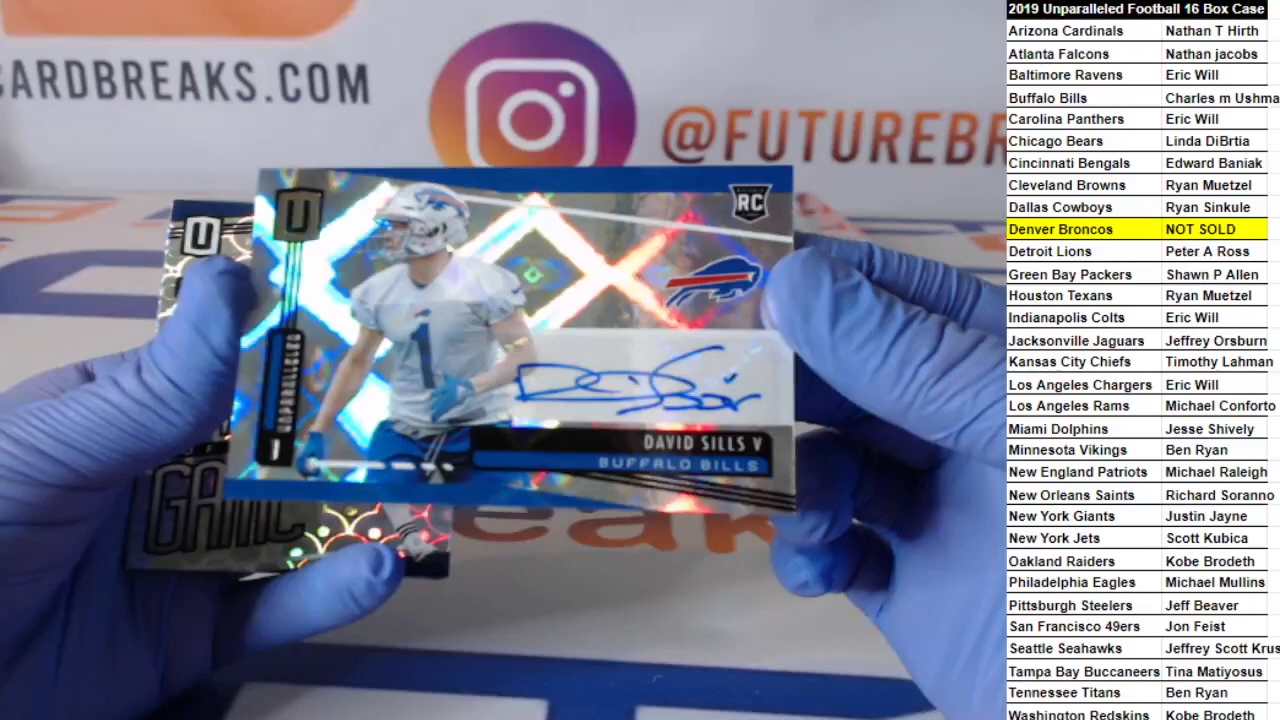 CARDBREAKS.COM
@FUTUREBR
U
U
RC
UNPARALLELED
1
DAVID SILLS V
BUFFALO BILLS
GAME
eak
2019 Unparalleled Football 16 Box Case
Arizona Cardinals Nathan T Hirth
Atlanta Falcons Nathan jacobs
Baltimore Ravens Eric Will
Buffalo Bills Charles m Ushma
Carolina Panthers Eric Will
Chicago Bears Linda DiBrtia
Cincinnati Bengals Edward Baniak
Cleveland Browns Ryan Muetzel
Dallas Cowboys Ryan Sinkule
Denver Broncos NOT SOLD
Detroit Lions Peter A Ross
Green Bay Packers Shawn P Allen
Houston Texans Ryan Muetzel
Indianapolis Colts Eric Will
Jacksonville Jaguars Jeffrey Orsburn
Kansas City Chiefs Timothy Lahman
Los Angeles Chargers Eric Will
Los Angeles Rams Michael Conforto
Miami Dolphins Jesse Shively
Minnesota Vikings Ben Ryan
New England Patriots Michael Raleigh
New Orleans Saints Richard Soranno
New York Giants Justin Jayne
New York Jets Scott Kubica
Oakland Raiders Kobe Brodeth
Philadelphia Eagles Michael Mullins
Pittsburgh Steelers Jeff Beaver
San Francisco 49ers Jon Feist
Seattle Seahawks Jeffrey Scott Krus
Tampa Bay Buccaneers Tina Matiyosus
Tennessee Titans Ben Ryan
Washington Redskins Kobe Brodeth